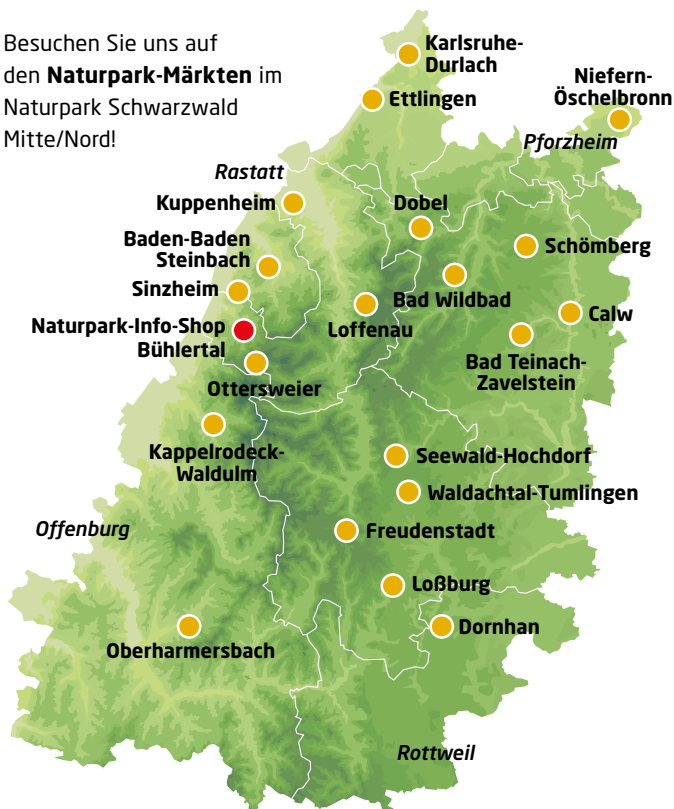 Besuchen Sie uns auf
den Naturpark-Märkten im
Naturpark Schwarzwald
Mitte/Nord!
Karlsruhe-
Durlach
Ettlingen
Niefern-
Öschelbronn
Pforzheim
Rastatt
Kuppenheim
Dobel
Baden-Baden
Steinbach
Schömberg
Sinzheim
Bad Wildbad
Calw
Naturpark-Info-Shop
Bühlertal
Loffenau
Bad Teinach-
Zavelstein
Ottersweier
Kappelrodeck-
Waldulm
Seewald-Hochdorf
Waldachtal-Tumlingen
Offenburg
Freudenstadt
Loßburg
Dornhan
Oberharmersbach
Rottweil